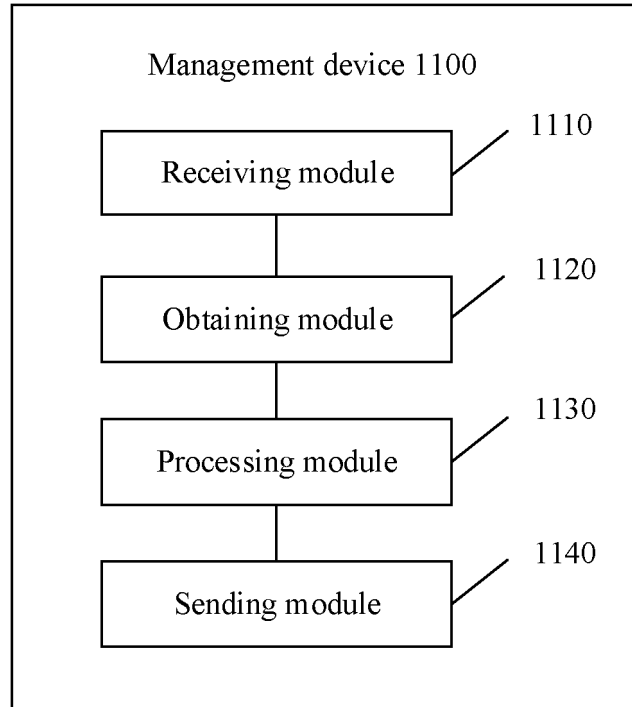 Management device 1100
1110
Receiving module
1120
Obtaining module
1130
Processing module
1140
Sending module